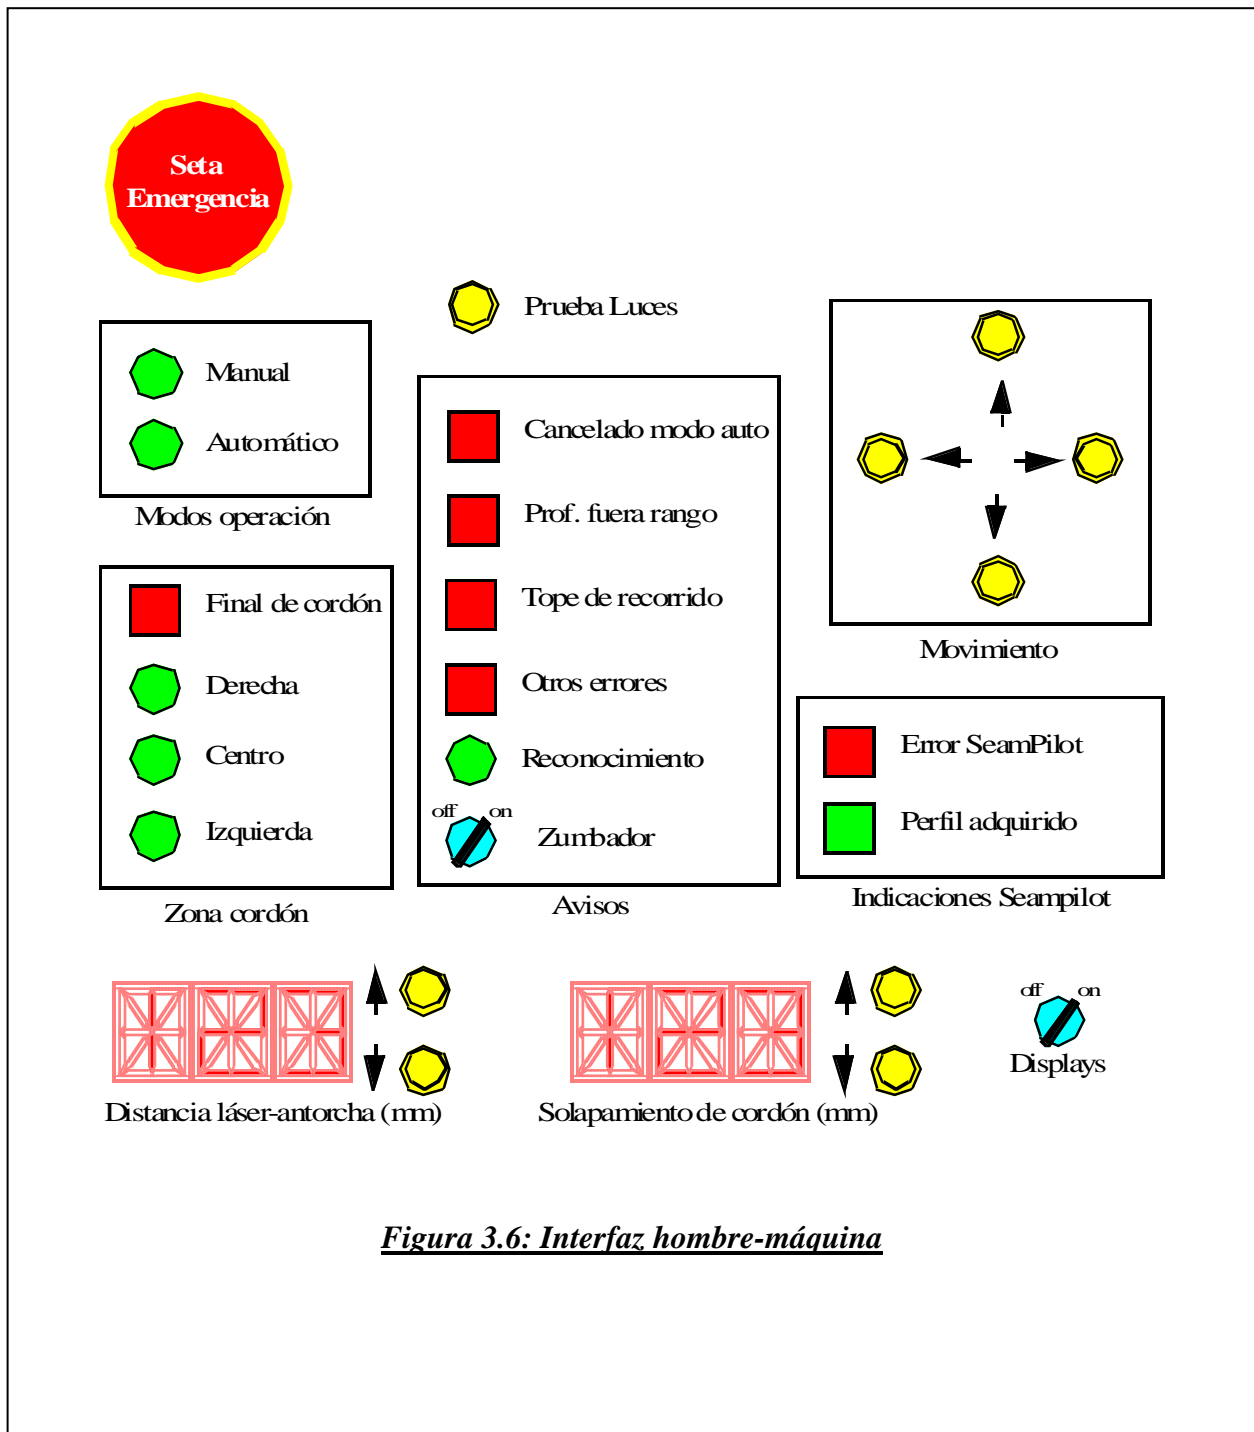 Seta
Emergencia
Prueba Luces
Manual
Automático
Modos operación
Cancelado modo auto
Prof. fuera rango
Tope de recorrido
Otros errores
Reconocimiento
off on
Zumbador
Avisos
Movimiento
Final de cordón
Derecha
Centro
Izquierda
Zona cordón
Error SeamPilot
Perfil adquirido
Indicaciones Seampilot
123
Distancia láser-antorcha (mm)
123
Solapamiento de cordón (mm)
off on
Displays
Figura 3.6: Interfaz hombre-máquina